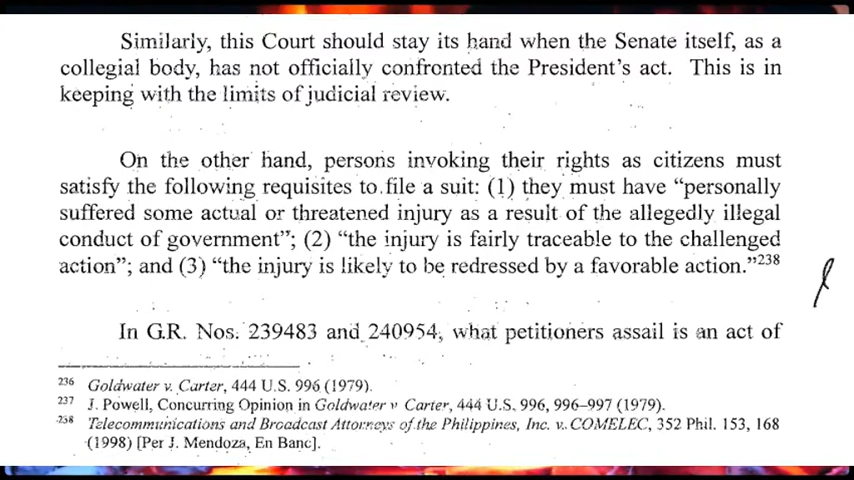 Similarly, this Court should stay its hand when the Senate itself, as a
collegial body, has not officially confronted the President's act. This is in
keeping with the limits of judicial review.
On the other hand, persons invoking their rights as citizens must
satisfy the following requisites to file a suit: (1) they must have “personally
suffered some actual or threatened injury as a result of the allegedly illegal
conduct of government”; (2) “the injury is fairly traceable to the challenged
action”; and (3) “the injury is likely to be redressed by a favorable action.”238
In G.R. Nos. 239483 and 240954, what petitioners assail is an act of
236 Goldwater v. Carter, 444 U.S. 996 (1979).
237 J. Powell, Concurring Opinion in Goldwater v Carter, 444 U.S. 996, 996–997 (1979).
238 Telecommunications and Broadcast Attorneys of the Philippines, Inc. v. COMELEC, 352 Phil. 153, 168
(1998) [Per J. Mendoza, En Banc].